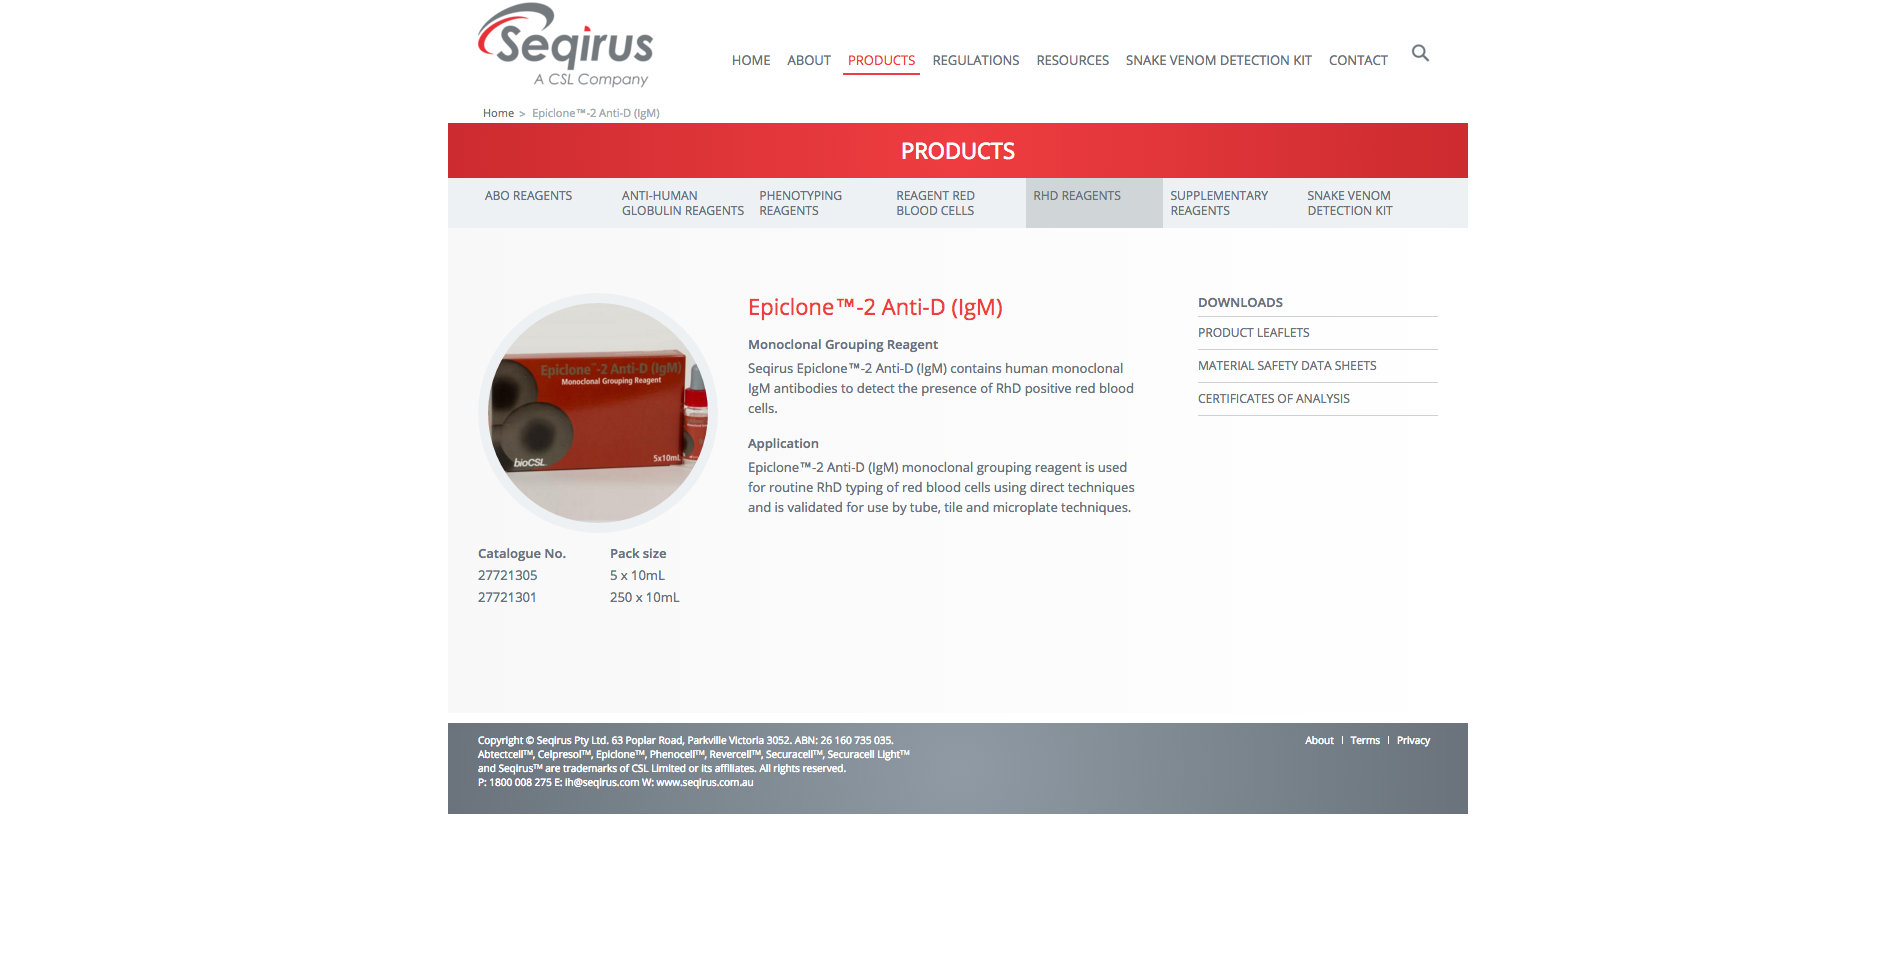 Seqirus
A CSL Company
HOME ABOUT PRODUCTS REGULATIONS RESOURCES SNAKE VENOM DETECTION KIT CONTACT
Home > Epiclone™-2 Anti-D (IgM)
PRODUCTS
ABO REAGENTS
ANTI-HUMAN
GLOBULIN REAGENTS
PHENOTYPING
REAGENTS
REAGENT RED
BLOOD CELLS
RHD REAGENTS
SUPPLEMENTARY
REAGENTS
SNAKE VENOM
DETECTION KIT
Epiclone™-2 Anti-D (IgM)
Monoclonal Grouping Reagent
bioCSL
5x10mL
Catalogue No. Pack size
27721305 5 x 10mL
27721301 250 x 10mL
Epiclone™-2 Anti-D (IgM)
Monoclonal Grouping Reagent
Seqirus Epiclone™-2 Anti-D (IgM) contains human monoclonal
IgM antibodies to detect the presence of RhD positive red blood
cells.
Application
Epiclone™-2 Anti-D (IgM) monoclonal grouping reagent is used
for routine RhD typing of red blood cells using direct techniques
and is validated for use by tube, tile and microplate techniques.
DOWNLOADS
PRODUCT LEAFLETS
MATERIAL SAFETY DATA SHEETS
CERTIFICATES OF ANALYSIS
Copyright © Seqirus Pty Ltd. 63 Poplar Road, Parkville Victoria 3052. ABN: 26 160 735 035.
Abtectcell™, Celpresol™, Epiclone™, Phenocell™, Revercell™, Securacell™, Securacell Light™
and Seqirus™ are trademarks of CSL Limited or its affiliates. All rights reserved.
P: 1800 008 275 E: ih@seqirus.com W: www.seqirus.com.au
About | Terms | Privacy